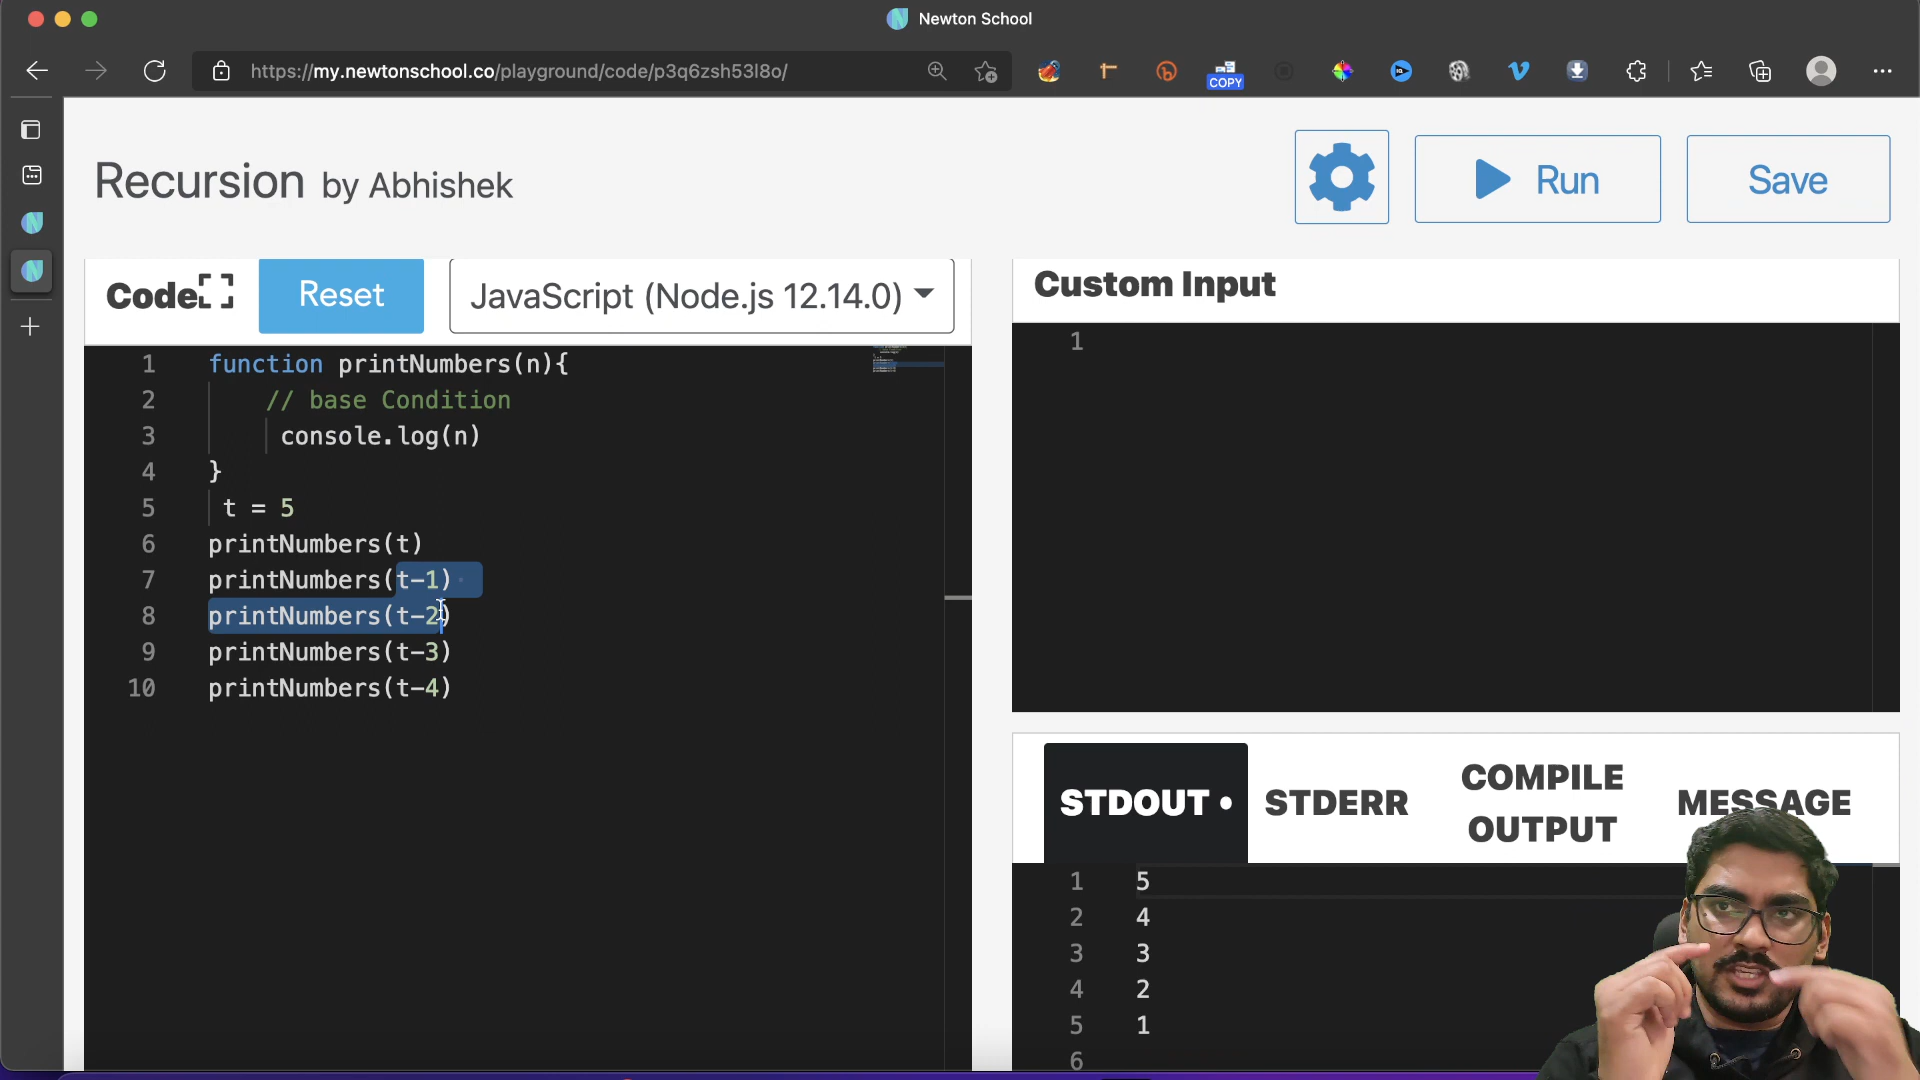 Newton School
https://my.newtonschool.co/playground/code/p3q6zsh53l8o/
COPY
Recursion by Abhishek
Run
Save
Code
Reset
JavaScript (Node.js 12.14.0)
1 function printNumbers(n){
2 // base Condition
3 console.log(n)
4 }
5 t = 5
6 printNumbers(t)
7 printNumbers(t-1)
8 printNumbers(t-2)
9 printNumbers(t-3)
10 printNumbers(t-4)
Custom Input
1
STDOUT •
STDERR
COMPILE
OUTPUT
MESSAGE
1 5
2 4
3 3
4 2
5 1
6